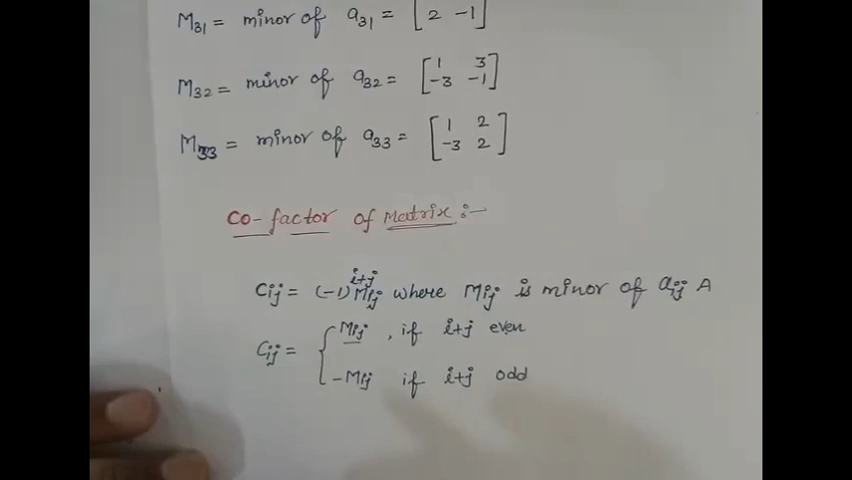 M31 = minor of a31 = [ 2 -1 ]
M32 = minor of a32 = [ 1 3
-3 -1 ]
M33 = minor of a33 = [ 1 2
-3 2 ]
Co-factor of Matrix :-
Cij = (-1)^i+j Mij where Mij is minor of aij A
Cij = { Mij , if i+j even
-Mij if i+j odd